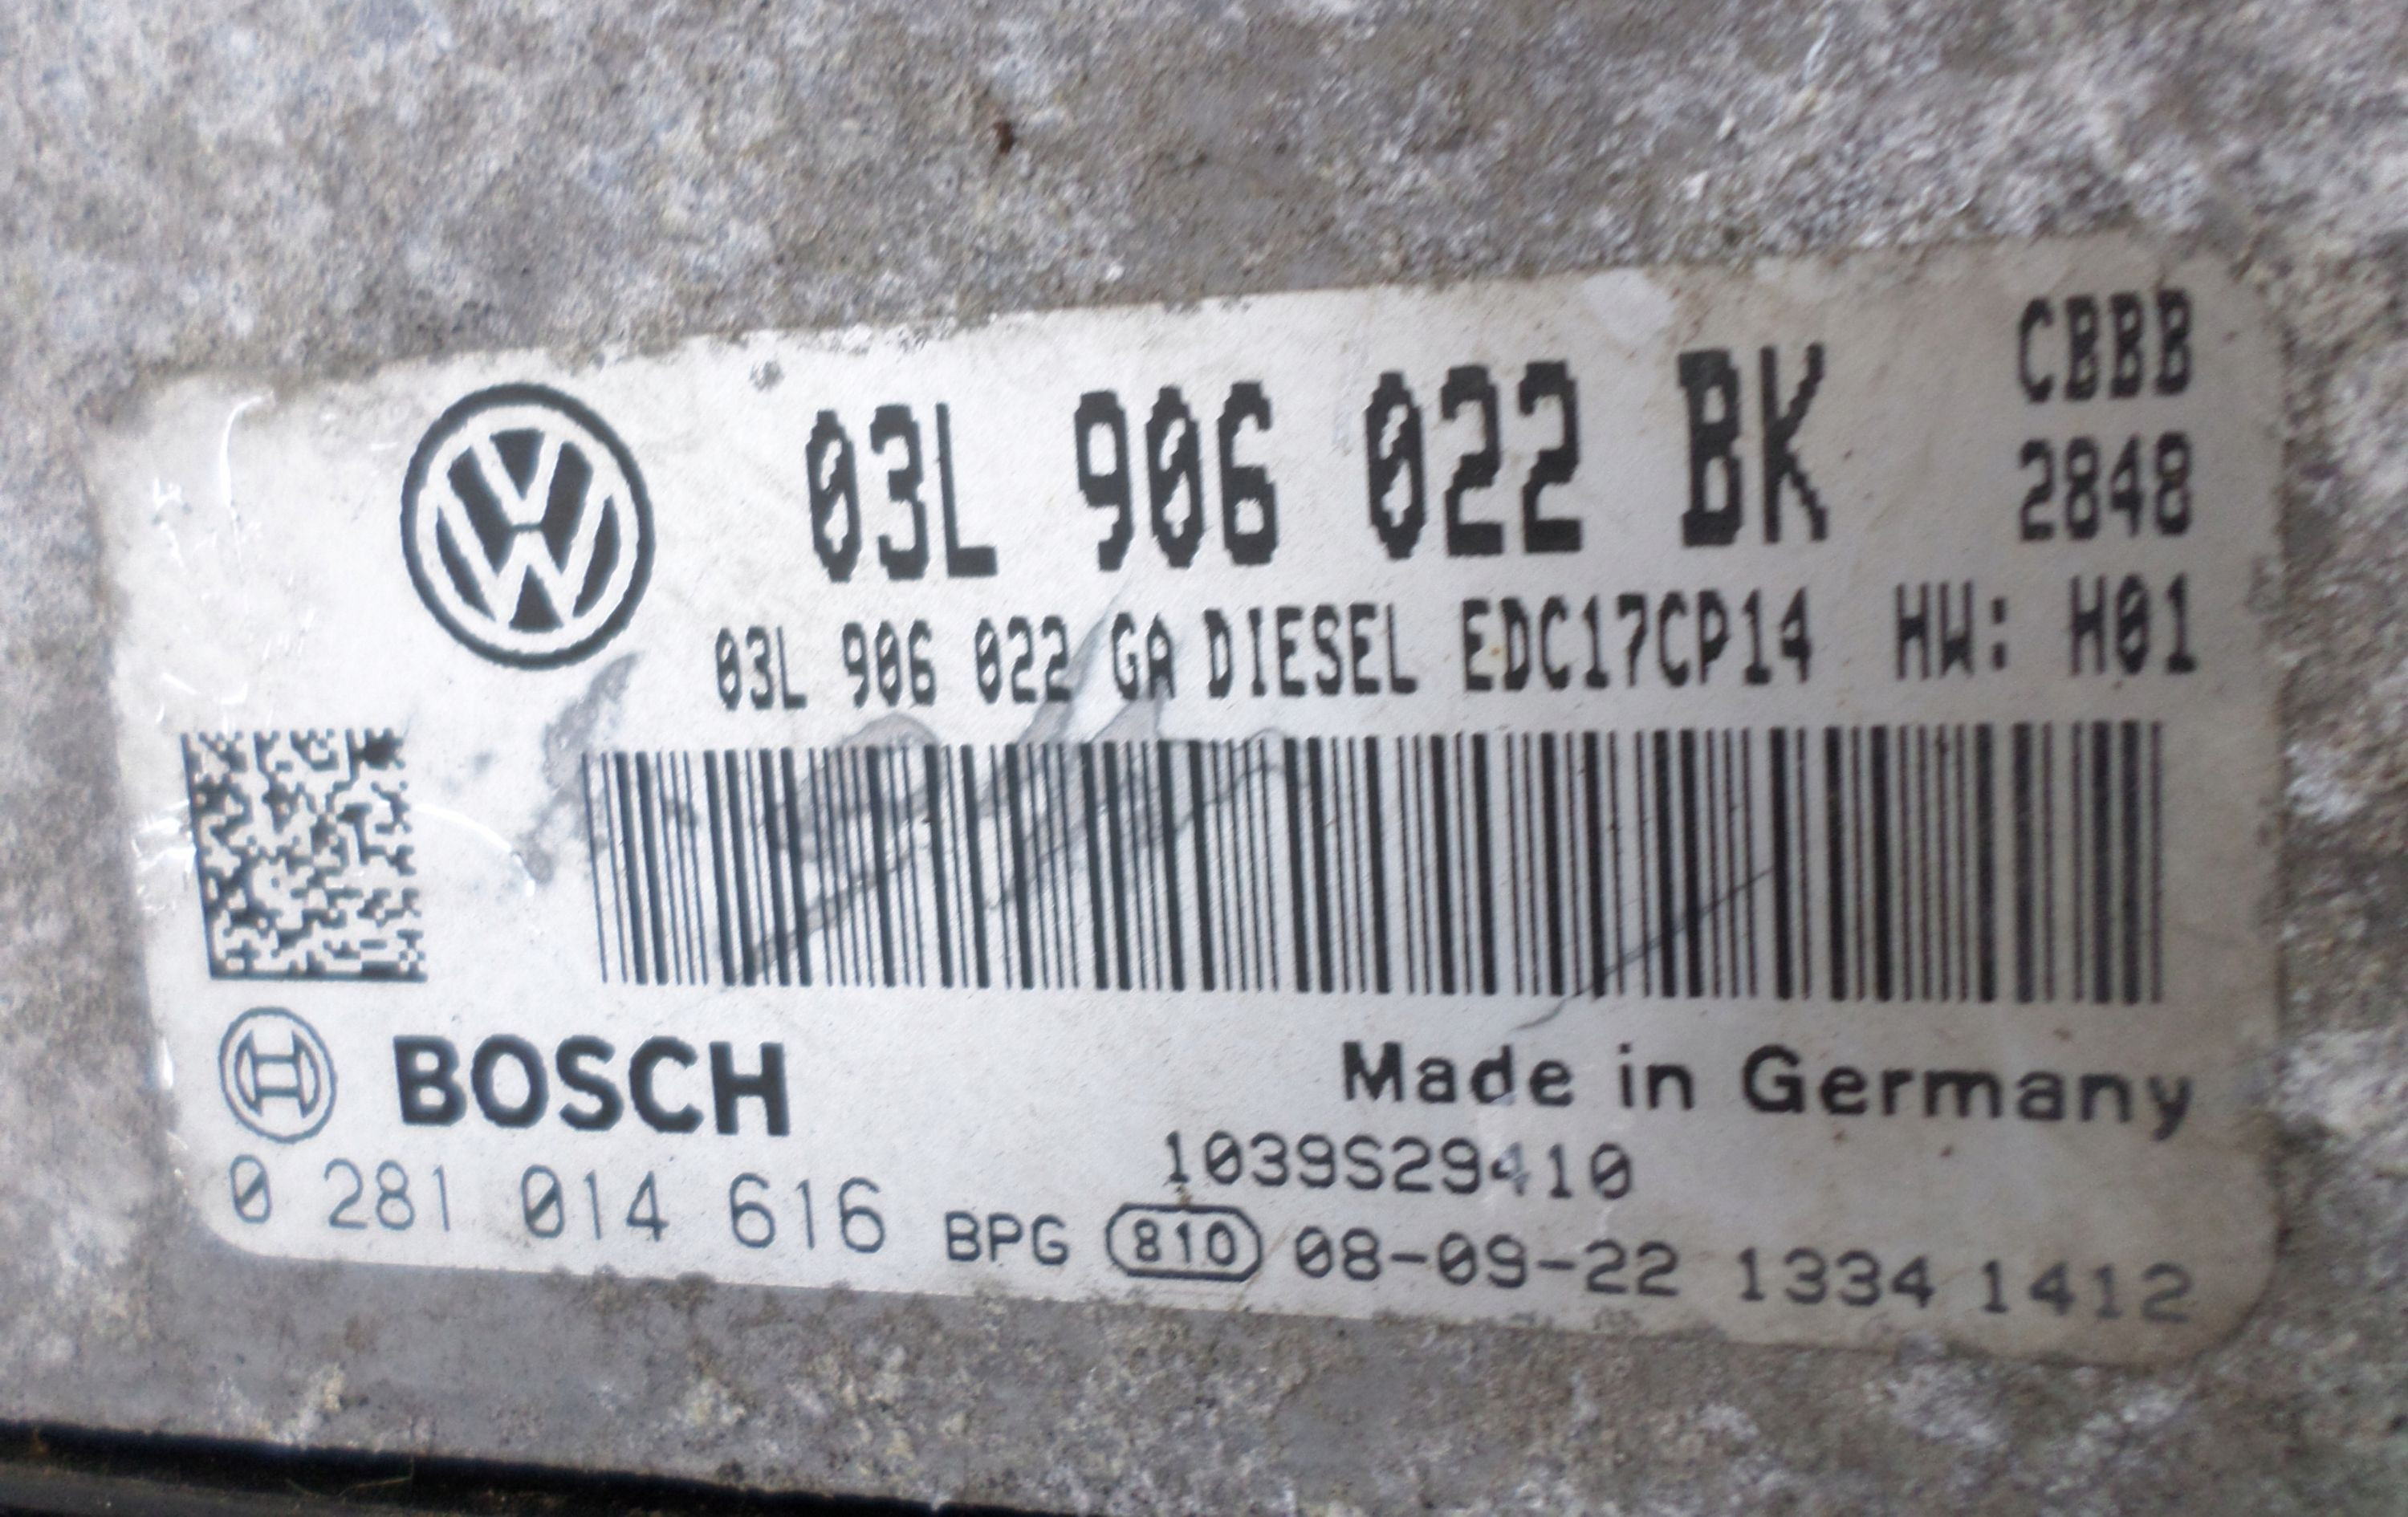 03L 906 022 BK CBBB
2848
03L 906 022 GA DIESEL EDC17CP14 HW: H01
BOSCH Made in Germany
1039S29410
0 281 014 616 BPG 810 08-09-22 1334 1412